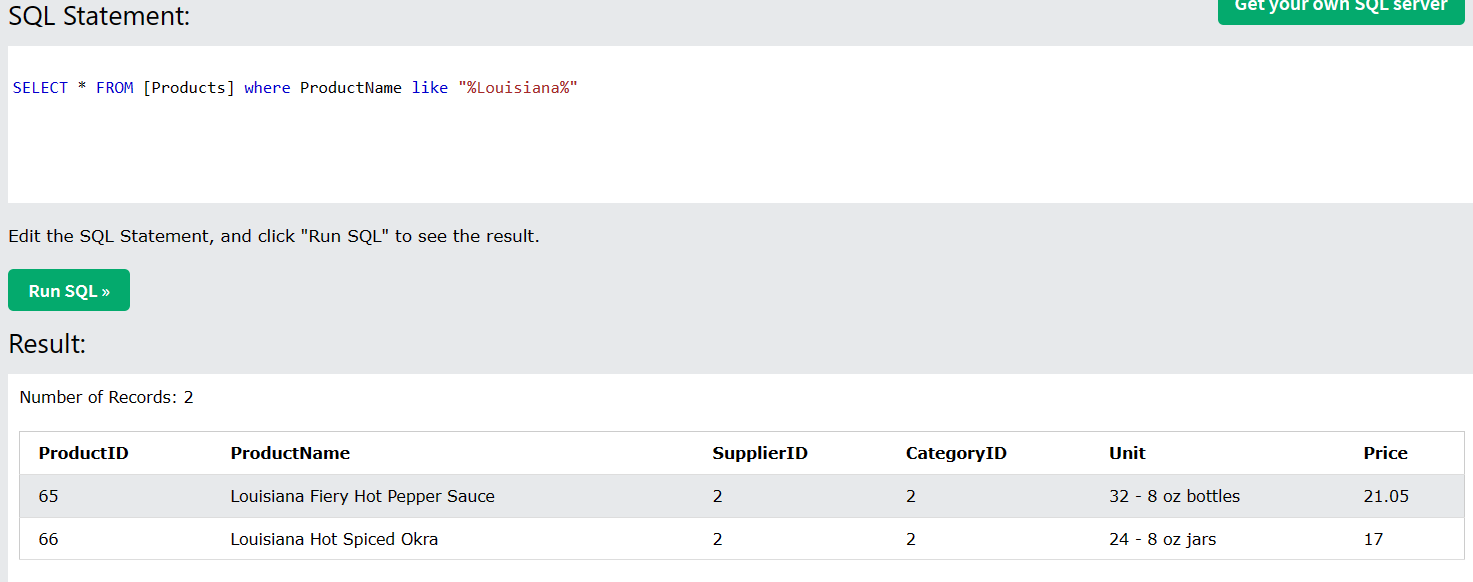 SQL Statement:
Get your own SQL server
SELECT * FROM [Products] where ProductName like "%Louisiana%"
Edit the SQL Statement, and click "Run SQL" to see the result.
Run SQL »
Result:
Number of Records: 2
ProductID ProductName SupplierID CategoryID Unit Price
65 Louisiana Fiery Hot Pepper Sauce 2 2 32 - 8 oz bottles 21.05
66 Louisiana Hot Spiced Okra 2 2 24 - 8 oz jars 17